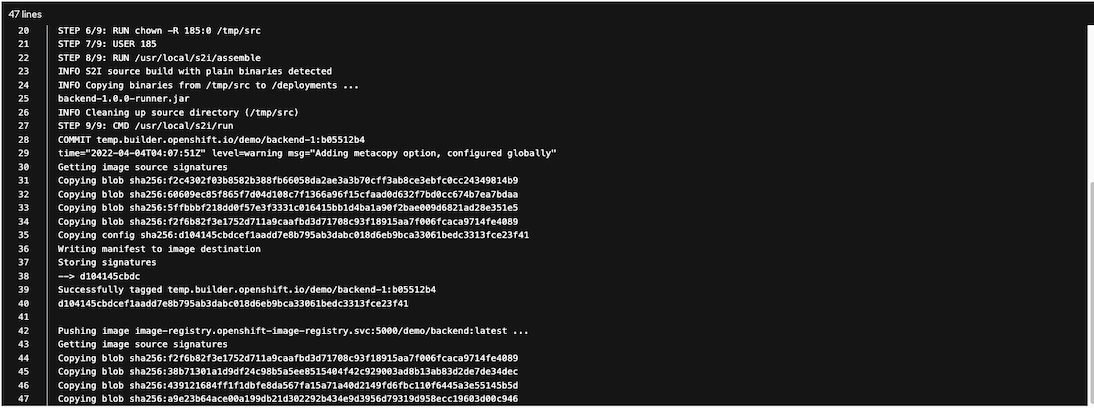 47 lines
20 STEP 6/9: RUN chown -R 185:0 /tmp/src
21 STEP 7/9: USER 185
22 STEP 8/9: RUN /usr/local/s2i/assemble
23 INFO S2I source build with plain binaries detected
24 INFO Copying binaries from /tmp/src to /deployments ...
25 backend-1.0.0-runner.jar
26 INFO Cleaning up source directory (/tmp/src)
27 STEP 9/9: CMD /usr/local/s2i/run
28 COMMIT temp.builder.openshift.io/demo/backend-1:b05512b4
29 time="2022-04-04T04:07:51Z" level=warning msg="Adding metacopy option, configured globally"
30 Getting image source signatures
31 Copying blob sha256:f2c4302f03b8582b388fb66058da2ae3a3b70cff3ab8ce3ebfc0cc24349814b9
32 Copying blob sha256:60609ec85f865f7d04d108c7f1366a96f15cfaad0d632f7bd0cc674b7ea7bdaa
33 Copying blob sha256:5ffbbbf218dd0f57e3f3331c016415bb1d4ba1a90f2bae009d6821ad28e351e5
34 Copying blob sha256:f2f6b82f3e1752d711a9caafbd3d71708c93f18915aa7f006fcaca9714fe4089
35 Copying config sha256:d104145cbdcef1aadd7e8b795ab3dabc018d6eb9bca33061bedc3313fce23f41
36 Writing manifest to image destination
37 Storing signatures
38 --> d104145cbdc
39 Successfully tagged temp.builder.openshift.io/demo/backend-1:b05512b4
40 d104145cbdcef1aadd7e8b795ab3dabc018d6eb9bca33061bedc3313fce23f41
41
42 Pushing image image-registry.openshift-image-registry.svc:5000/demo/backend:latest ...
43 Getting image source signatures
44 Copying blob sha256:f2f6b82f3e1752d711a9caafbd3d71708c93f18915aa7f006fcaca9714fe4089
45 Copying blob sha256:38b71301a1d9df24c98b5a5ee8515404f42c929003ad8b13ab83d2de7de34dec
46 Copying blob sha256:439121684ff1f1dbfe8da567fa15a71a40d2149fd6fbc110f6445a3e55145b5d
47 Copying blob sha256:a9e23b64ace00a199db21d302292b434e9d3956d79319d958ecc19603d00c946